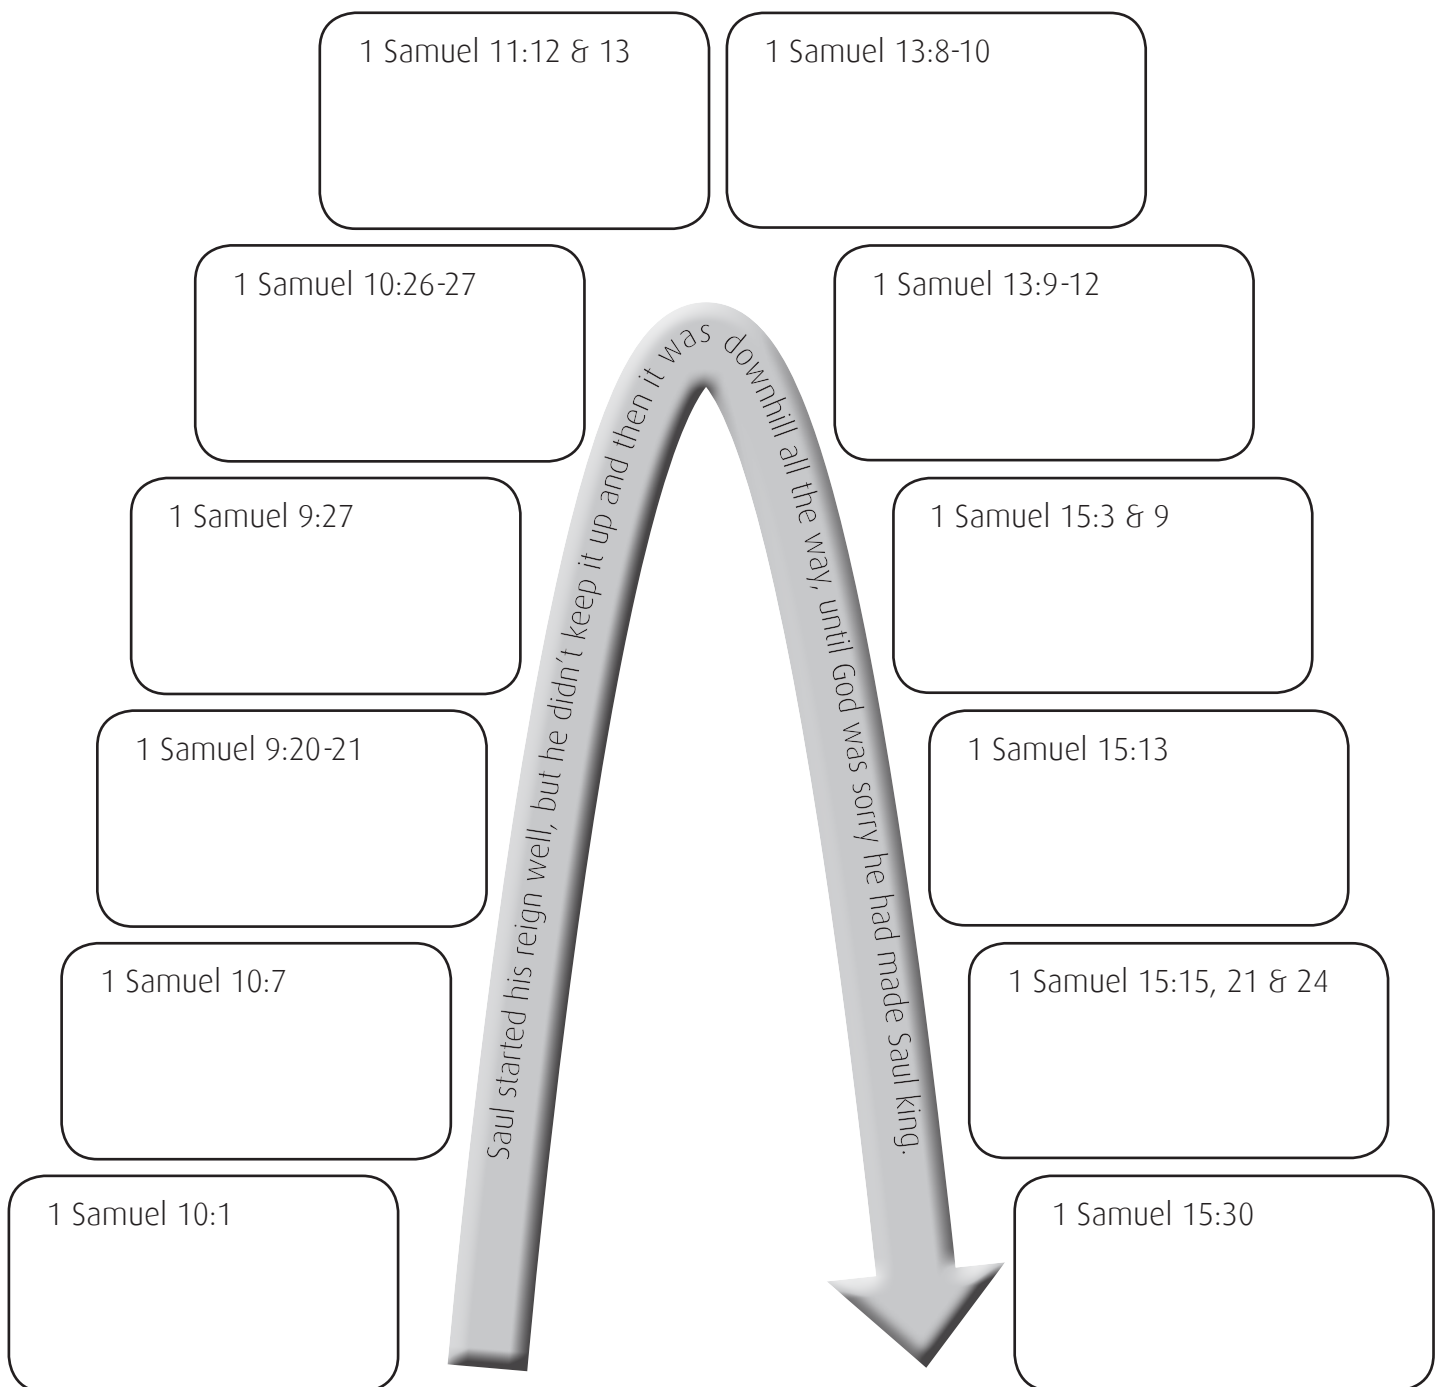 1 Samuel 11:12 & 13
1 Samuel 13:8-10
1 Samuel 10:26-27
1 Samuel 13:9-12
1 Samuel 9:27
1 Samuel 15:3 & 9
1 Samuel 9:20-21
1 Samuel 15:13
1 Samuel 10:7
1 Samuel 15:15, 21 & 24
1 Samuel 10:1
1 Samuel 15:30
Saul started his reign well, but he didn't keep it up and then it was downhill all the way, until God was sorry he had made Saul king.